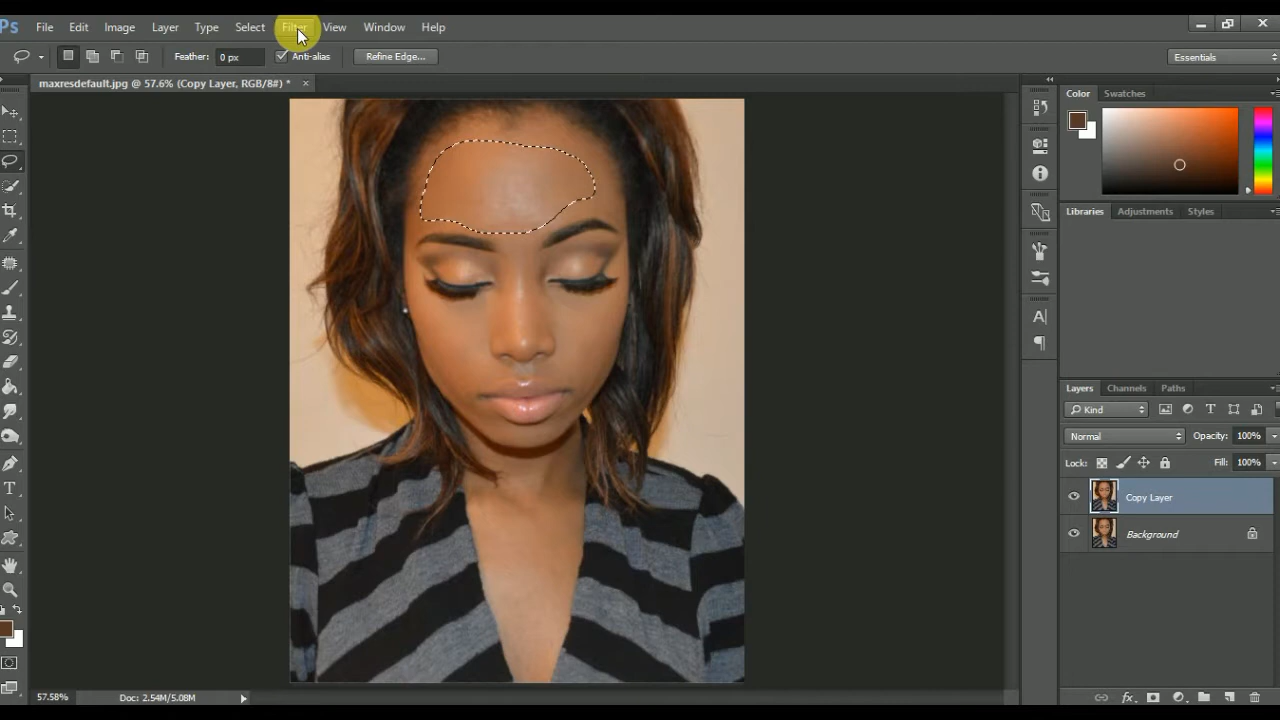 Ps File Edit Image Layer Type Select Filter View Window Help
Feather: 0 px Anti-alias Refine Edge... Essentials
maxresdefault.jpg @ 57.6% (Copy Layer, RGB/8#) * ×
Color Swatches
Libraries Adjustments Styles
A|
Layers Channels Paths
Kind T
Normal Opacity: 100%
Lock: Fill: 100%
Copy Layer
T
Background
57.58% Doc: 2.54M/5.08M
fx